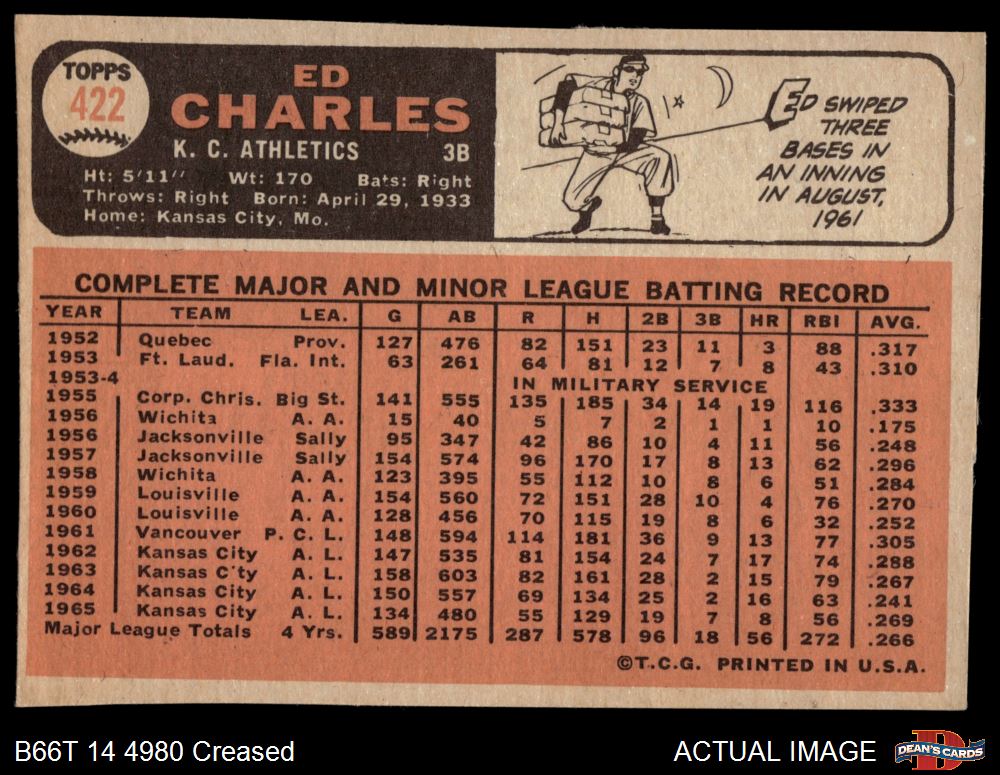 TOPPS
422
ED
CHARLES
K. C. ATHLETICS 3B
Ht: 5'11" Wt: 170 Bats: Right
Throws: Right Born: April 29, 1933
Home: Kansas City, Mo.
ED SWIPED
THREE
BASES IN
AN INNING
IN AUGUST,
1961
COMPLETE MAJOR AND MINOR LEAGUE BATTING RECORD
YEAR TEAM LEA. G AB R H 2B 3B HR RBI AVG.
1952 Quebec Prov. 127 476 82 151 23 11 3 88 .317
1953 Ft. Laud. Fla. Int. 63 261 64 81 12 7 8 43 .310
1953-4 IN MILITARY SERVICE
1955 Corp. Chris. Big St. 141 555 135 185 34 14 19 116 .333
1956 Wichita A. A. 15 40 5 7 2 1 1 10 .175
1956 Jacksonville Sally 95 347 42 86 10 4 11 56 .248
1957 Jacksonville Sally 154 574 96 170 17 8 13 62 .296
1958 Wichita A. A. 123 395 55 112 10 8 6 51 .284
1959 Louisville A. A. 154 560 72 151 28 10 4 76 .270
1960 Louisville A. A. 128 456 70 115 19 8 6 32 .252
1961 Vancouver P. C. L. 148 594 114 181 36 9 13 77 .305
1962 Kansas City A. L. 147 535 81 154 24 7 17 74 .288
1963 Kansas City A. L. 158 603 82 161 28 2 15 79 .267
1964 Kansas City A. L. 150 557 69 134 25 2 16 63 .241
1965 Kansas City A. L. 134 480 55 129 19 7 8 56 .269
Major League Totals 4 Yrs. 589 2175 287 578 96 18 56 272 .266
©T.C.G. PRINTED IN U.S.A.
B66T 14 4980 Creased ACTUAL IMAGE DEAN'S CARDS